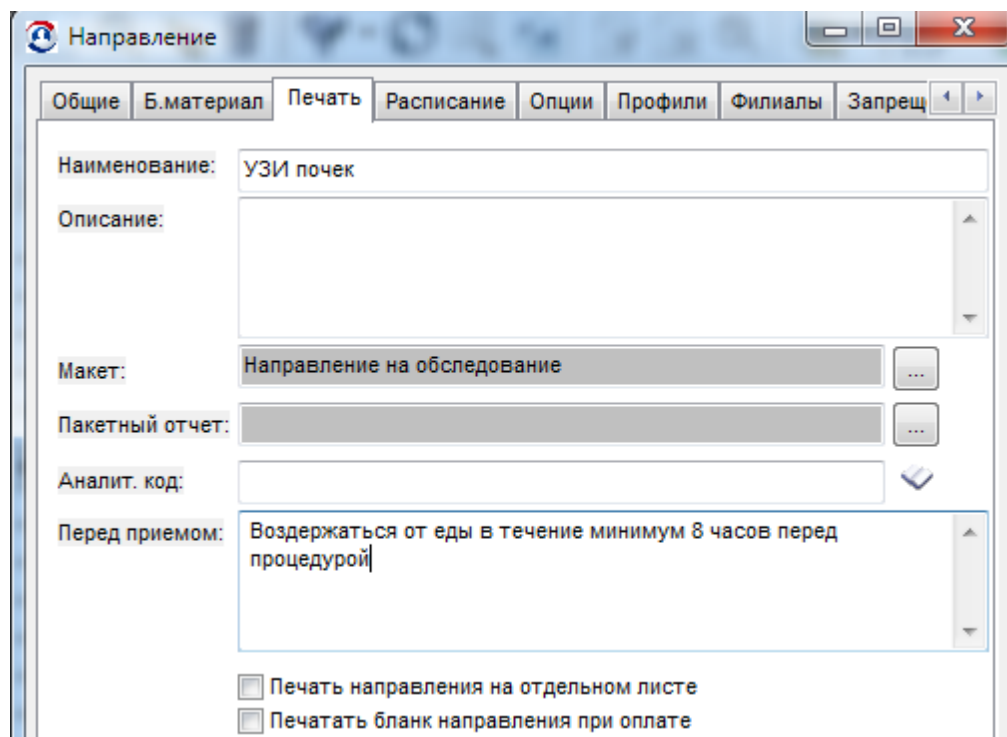 Направление
Общие Б.материал Печать Расписание Опции Профили Филиалы Запрещ
Наименование: УЗИ почек
Описание:
Макет: Направление на обследование ...
Пакетный отчет: ...
Аналит. код:
Перед приемом: Воздержаться от еды в течение минимум 8 часов перед
процедурой
Печать направления на отдельном листе
Печатать бланк направления при оплате